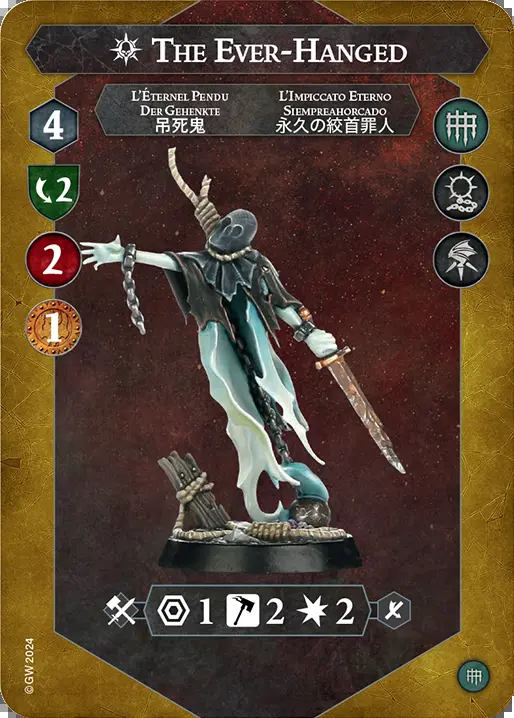 The Ever-Hanged
L'Éternel Pendu
Der Gehenkte
吊死鬼
L'Impiccato Eterno
Siempreahorcado
永久の絞首罪人
4
2
2
1
1 2 2
©GW 2024